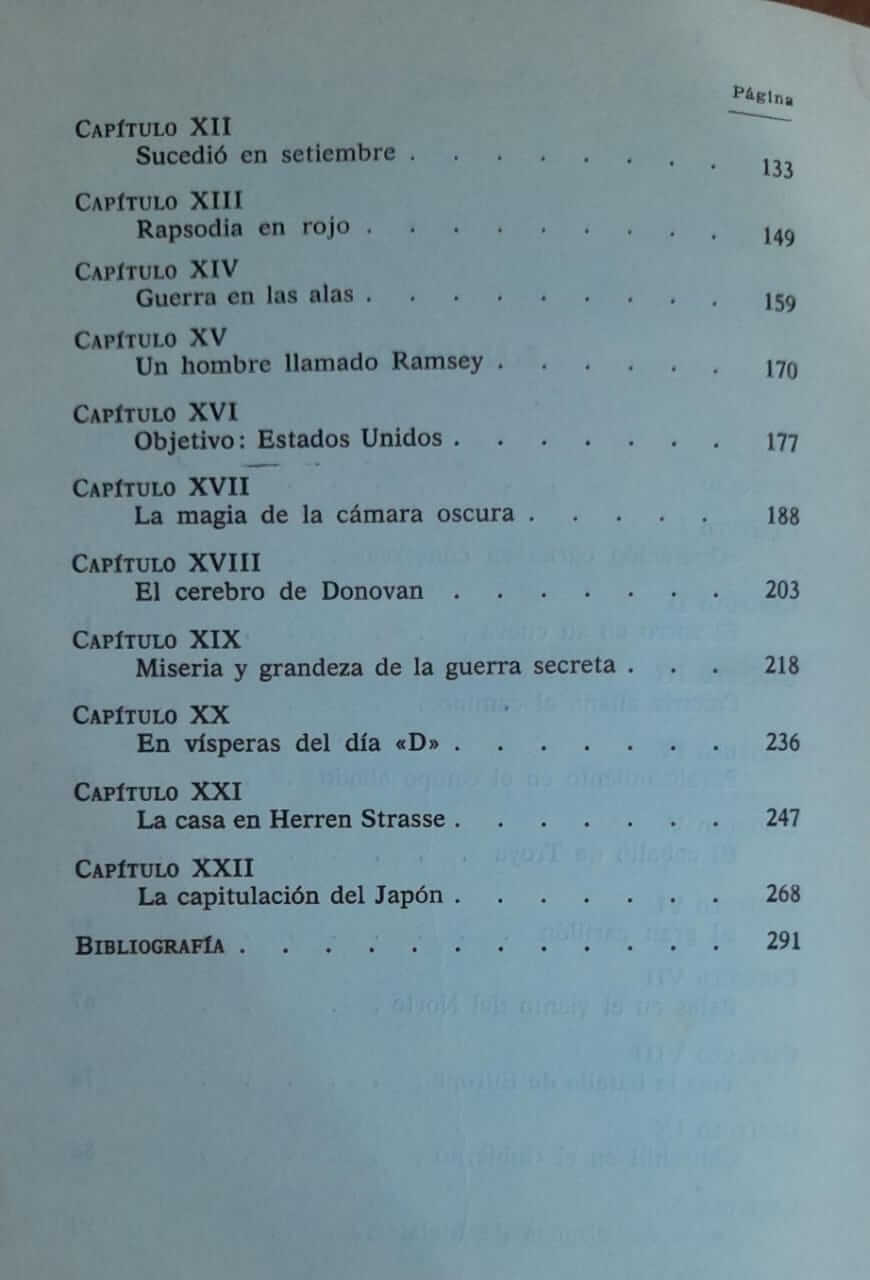 Página
CAPÍTULO XII
Sucedió en setiembre . . . . . . . . 133
CAPÍTULO XIII
Rapsodia en rojo . . . . . . . . . 149
CAPÍTULO XIV
Guerra en las alas . . . . . . . . . 159
CAPÍTULO XV
Un hombre llamado Ramsey . . . . . . 170
CAPÍTULO XVI
Objetivo: Estados Unidos . . . . . . . 177
CAPÍTULO XVII
La magia de la cámara oscura . . . . . 188
CAPÍTULO XVIII
El cerebro de Donovan . . . . . . . 203
CAPÍTULO XIX
Miseria y grandeza de la guerra secreta . . . 218
CAPÍTULO XX
En vísperas del día «D» . . . . . . . 236
CAPÍTULO XXI
La casa en Herren Strasse . . . . . . . 247
CAPÍTULO XXII
La capitulación del Japón . . . . . . . 268
BIBLIOGRAFÍA . . . . . . . . . . . . 291